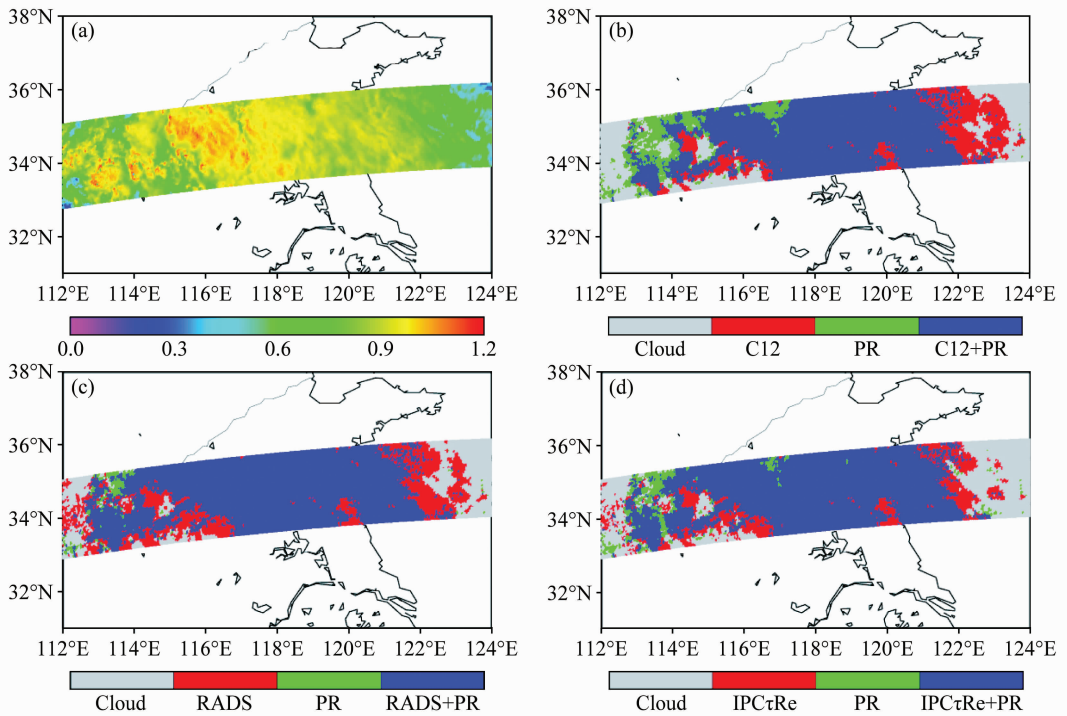 38°N
(a)
36°N
34°N
32°N
112°E 114°E 116°E 118°E 120°E 122°E 124°E
0.0 0.3 0.6 0.9 1.2
38°N
(b)
36°N
34°N
32°N
112°E 114°E 116°E 118°E 120°E 122°E 124°E
Cloud C12 PR C12+PR
38°N
(c)
36°N
34°N
32°N
112°E 114°E 116°E 118°E 120°E 122°E 124°E
Cloud RADS PR RADS+PR
38°N
(d)
36°N
34°N
32°N
112°E 114°E 116°E 118°E 120°E 122°E 124°E
Cloud IPCτRe PR IPCτRe+PR